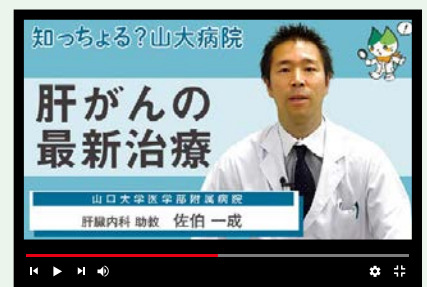 知っちょる？山大病院
肝がんの
最新治療
山口大学医学部附属病院
肝臓内科 助教 佐伯 一成